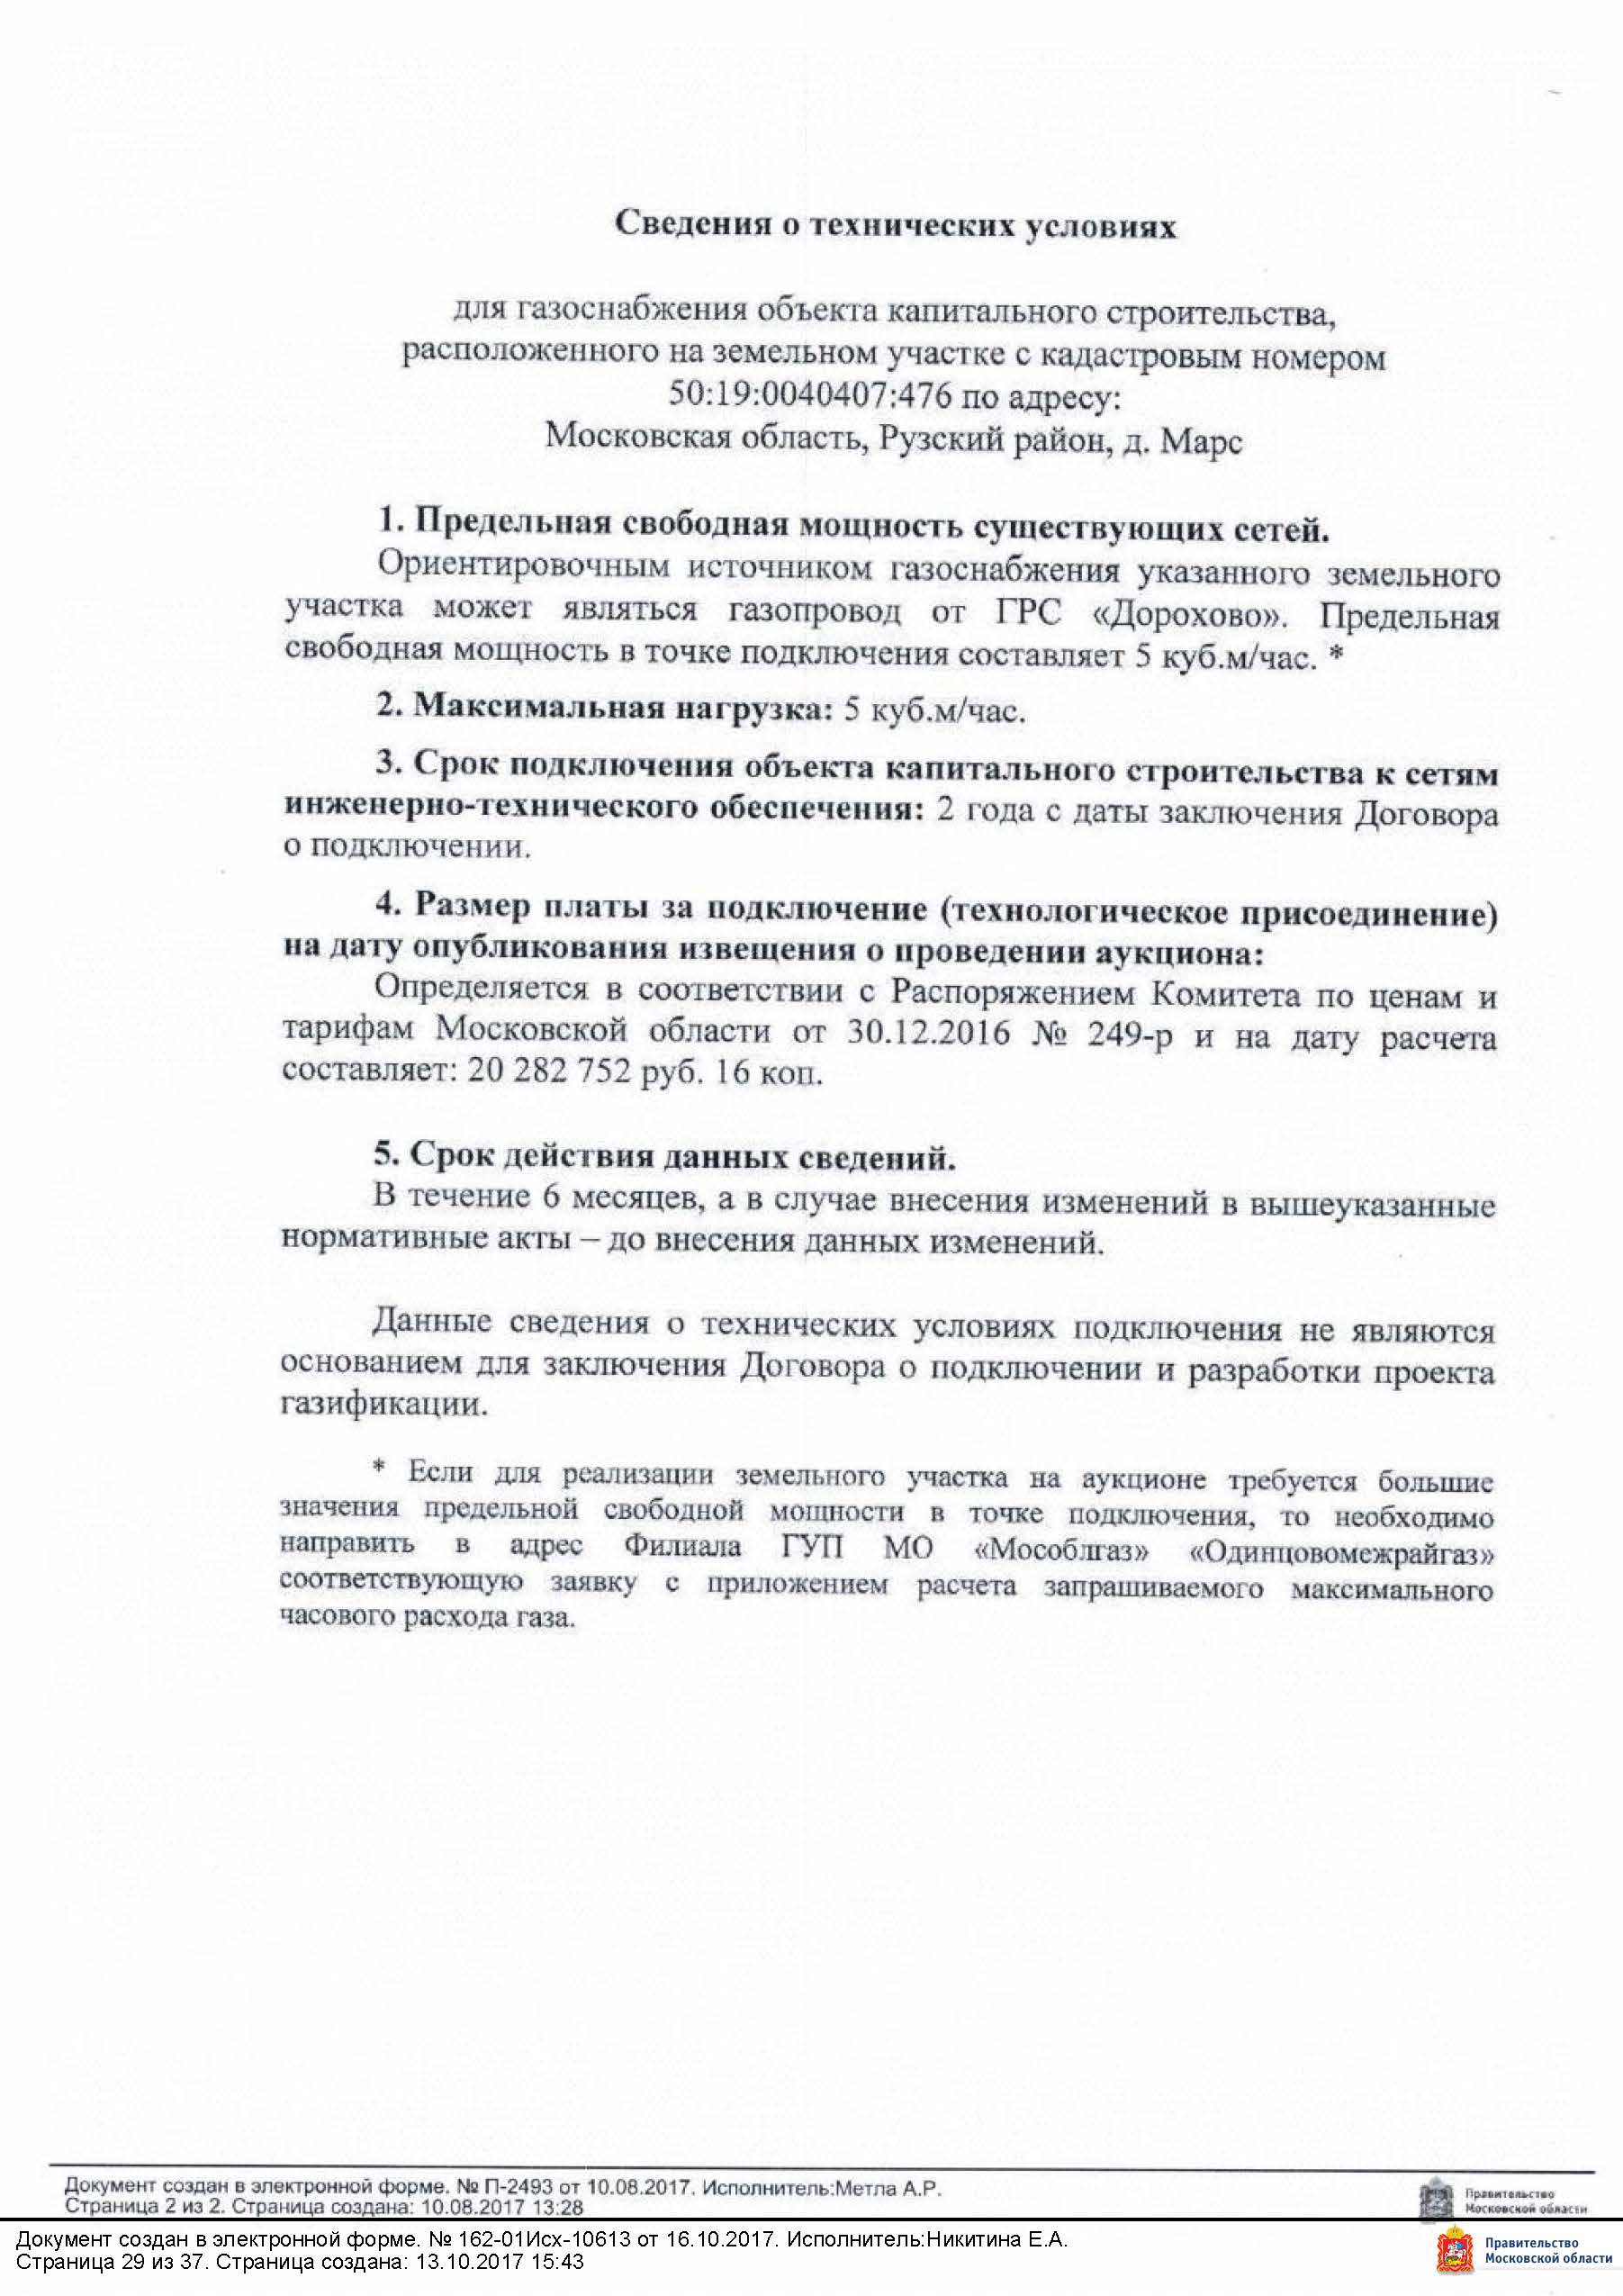 Сведения о технических условиях
для газоснабжения объекта капитального строительства,
расположенного на земельном участке с кадастровым номером
50:19:0040407:476 по адресу:
Московская область, Рузский район, д. Марс
1. Предельная свободная мощность существующих сетей.
Ориентировочным источником газоснабжения указанного земельного
участка может являться газопровод от ГРС «Дорохово». Предельная
свободная мощность в точке подключения составляет 5 куб.м/час. *
2. Максимальная нагрузка: 5 куб.м/час.
3. Срок подключения объекта капитального строительства к сетям
инженерно-технического обеспечения: 2 года с даты заключения Договора
о подключении.
4. Размер платы за подключение (технологическое присоединение)
на дату опубликования извещения о проведении аукциона:
Определяется в соответствии с Распоряжением Комитета по ценам и
тарифам Московской области от 30.12.2016 № 249-р и на дату расчета
составляет: 20 282 752 руб. 16 коп.
5. Срок действия данных сведений.
В течение 6 месяцев, а в случае внесения изменений в вышеуказанные
нормативные акты – до внесения данных изменений.
Данные сведения о технических условиях подключения не являются
основанием для заключения Договора о подключении и разработки проекта
газификации.
* Если для реализации земельного участка на аукционе требуется большие
значения предельной свободной мощности в точке подключения, то необходимо
направить в адрес Филиала ГУП МО «Мособлгаз» «Одинцовомежрайгаз»
соответствующую заявку с приложением расчета запрашиваемого максимального
часового расхода газа.
Документ создан в электронной форме. № П-2493 от 10.08.2017. Исполнитель:Метла А.Р.
Страница 2 из 2. Страница создана: 10.08.2017 13:28
Правительство
Московской области
Документ создан в электронной форме. № 162-01Исх-10613 от 16.10.2017. Исполнитель:Никитина Е.А.
Страница 29 из 37. Страница создана: 13.10.2017 15:43
Правительство
Московской области